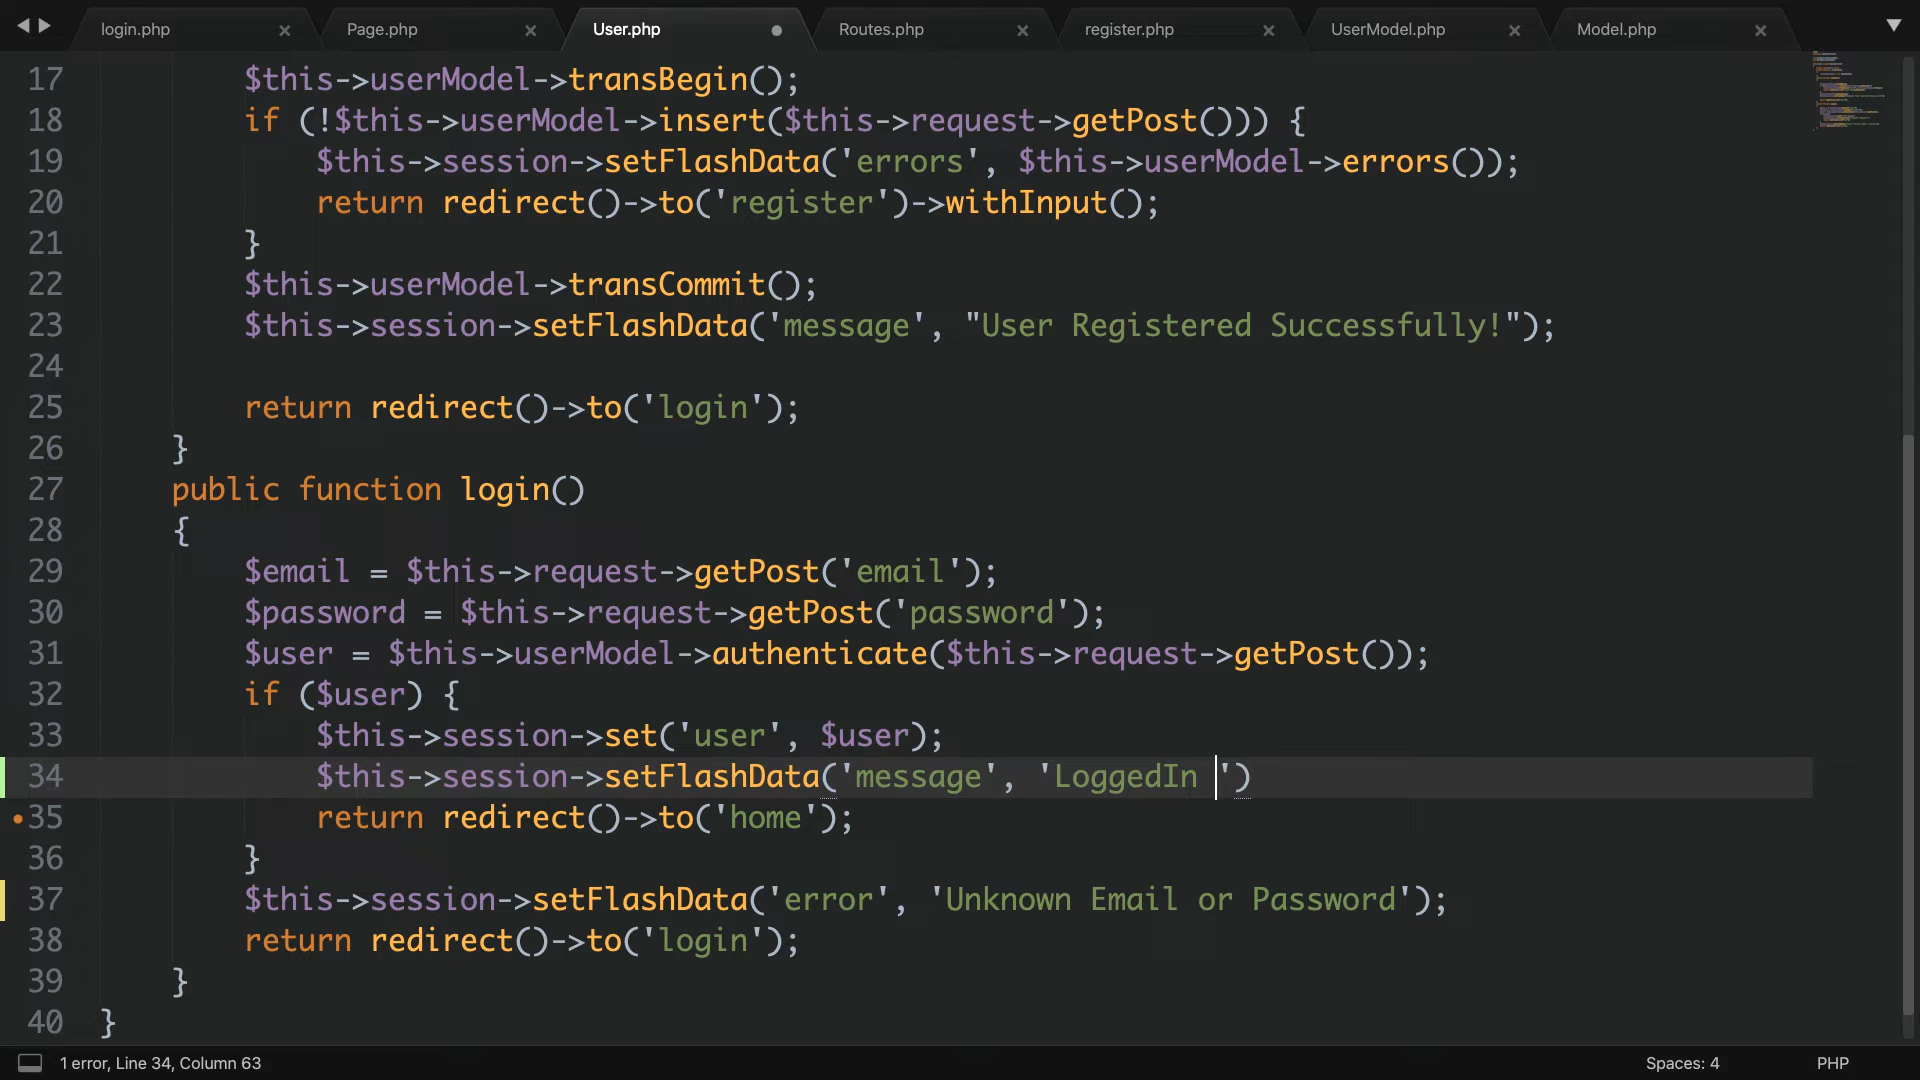 login.php Page.php User.php Routes.php register.php UserModel.php Model.php
17 $this->userModel->transBegin();
18 if (!$this->userModel->insert($this->request->getPost())) {
19 $this->session->setFlashData('errors', $this->userModel->errors());
20 return redirect()->to('register')->withInput();
21 }
22 $this->userModel->transCommit();
23 $this->session->setFlashData('message', "User Registered Successfully!");
24
25 return redirect()->to('login');
26 }
27 public function login()
28 {
29 $email = $this->request->getPost('email');
30 $password = $this->request->getPost('password');
31 $user = $this->userModel->authenticate($this->request->getPost());
32 if ($user) {
33 $this->session->set('user', $user);
34 $this->session->setFlashData('message', 'LoggedIn ')
35 return redirect()->to('home');
36 }
37 $this->session->setFlashData('error', 'Unknown Email or Password');
38 return redirect()->to('login');
39 }
40 }
1 error, Line 34, Column 63 Spaces: 4 PHP